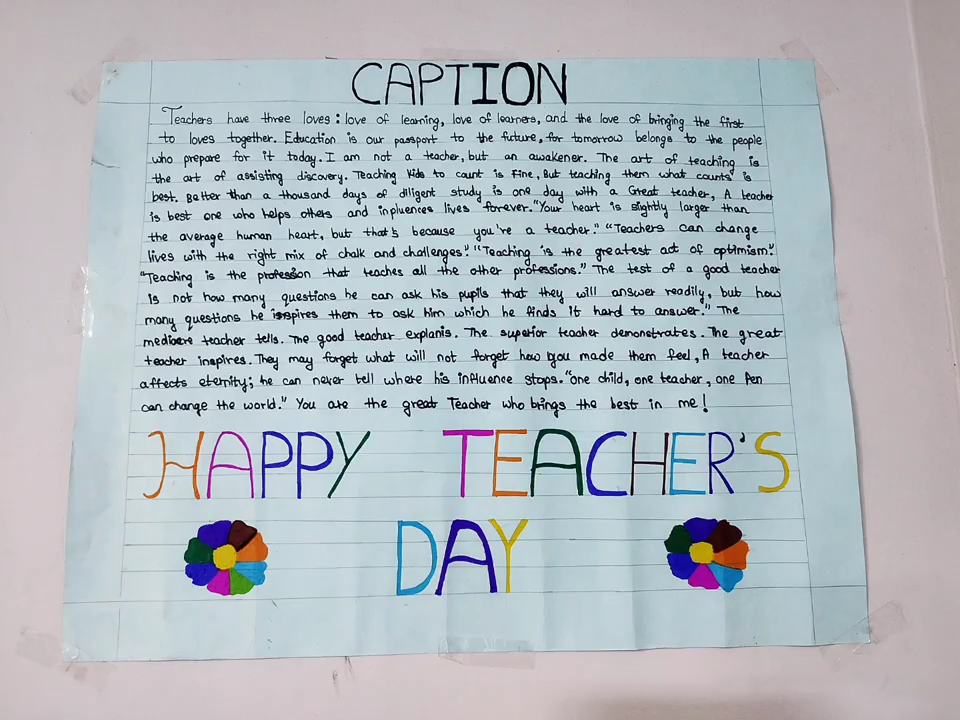 CAPTION
Teachers have three loves: love of learning, love of learners, and the love of bringing the first
to loves together. Education is our passport to the future, for tomorrow belongs to the people
who prepare for it today. I am not a teacher, but an awakener. The art of teaching is
the art of assisting discovery. Teaching kids to count is fine, But teaching them what counts is
best. Better than a thousand days of diligent study is one day with a Great teacher, A teacher
is best one who helps others and inpluences lives forever. "Your heart is slightly larger than
the average human heart, but that's because you're a teacher." "Teachers can change
lives with the right mix of chalk and challenges." "Teaching is the greatest act of optimism."
"Teaching is the profession that teaches all the other professions." The test of a good teacher
is not how many questions he can ask his pupils that they will answer readily, but how
many questions he inspires them to ask him which he finds it hard to answer." The
mediocre teacher tells. The good teacher explanis. The superior teacher demonstrates. The great
teacher inspires. They may forget what will not forget how you made them feel, A teacher
affects eternity; he can never tell where his influence stops. "one child, one teacher, one Pen
can change the world." You are the great Teacher who brings the best in me!
HAPPY TEACHER'S
DAY